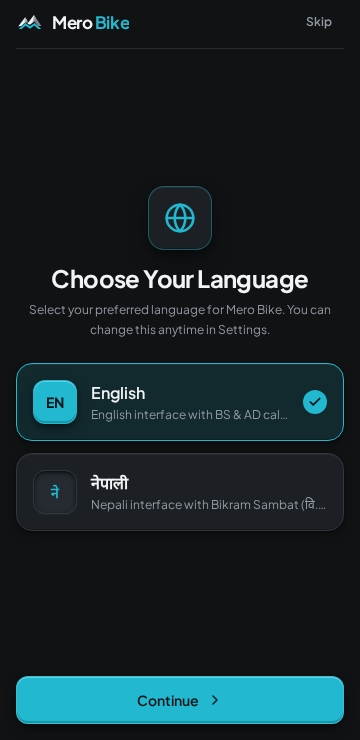 Mero Bike
Skip
Choose Your Language
Select your preferred language for Mero Bike. You can
change this anytime in Settings.
EN
English
English interface with BS & AD cal...
ने
नेपाली
Nepali interface with Bikram Sambat (वि....
Continue